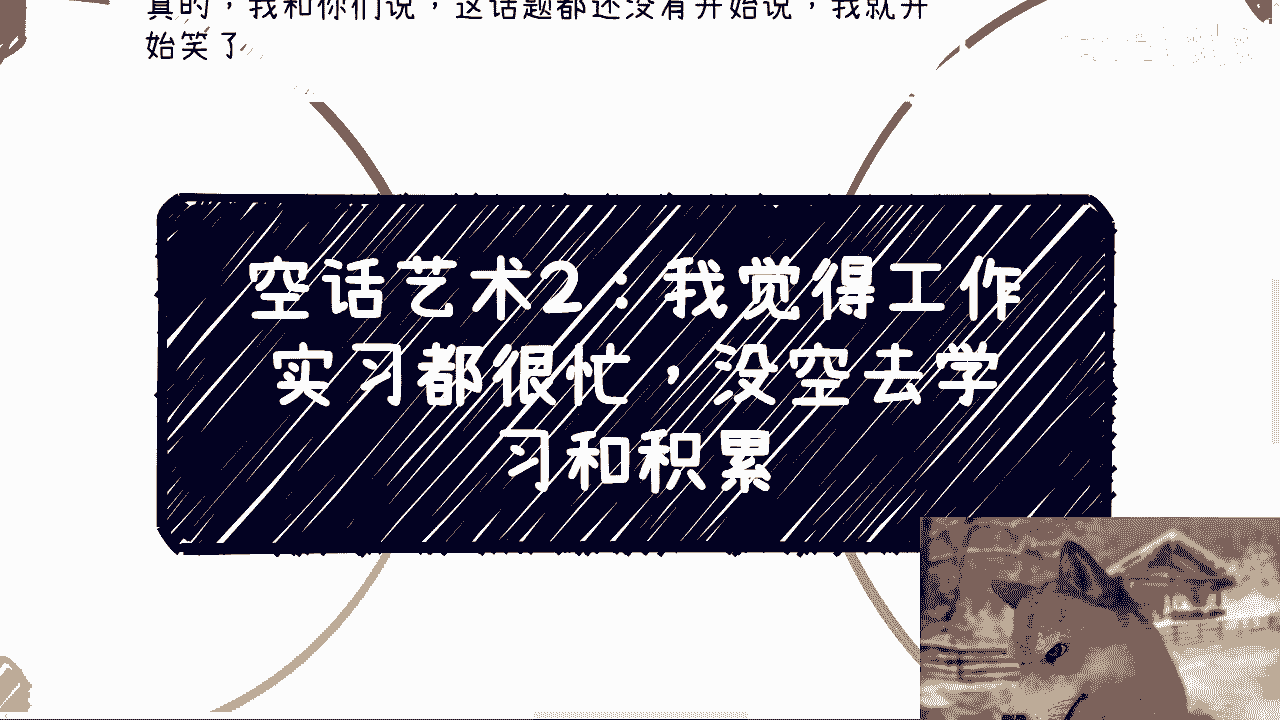 真的，我和你们说，这话题都还没有开始说，我就开
始笑了
空话艺术2：我觉得工作
实习都很忙，没空去学
习和积累